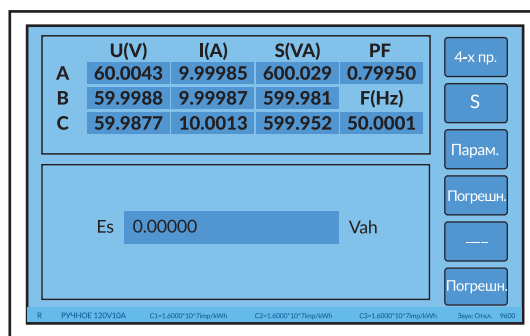 U(V) I(A) S(VA) PF
A 60.0043 9.99985 600.029 0.79950
B 59.9988 9.99987 599.981 F(Hz)
C 59.9877 10.0013 599.952 50.0001
Es 0.00000 Vah
4-х пр.
S
Парам.
Погрешн.
—–
Погрешн.
R РУЧНОЕ 120V10A C1=1.6000*10^7imp/kWh C2=1.6000*10^7imp/kWh C3=1.6000*10^7imp/kWh Звук: Откл. 9600